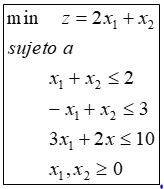 min z = 2x₁ + x₂
sujeto a
x₁ + x₂ ≤ 2
− x₁ + x₂ ≤ 3
3x₁ + 2x ≤ 10
x₁, x₂ ≥ 0